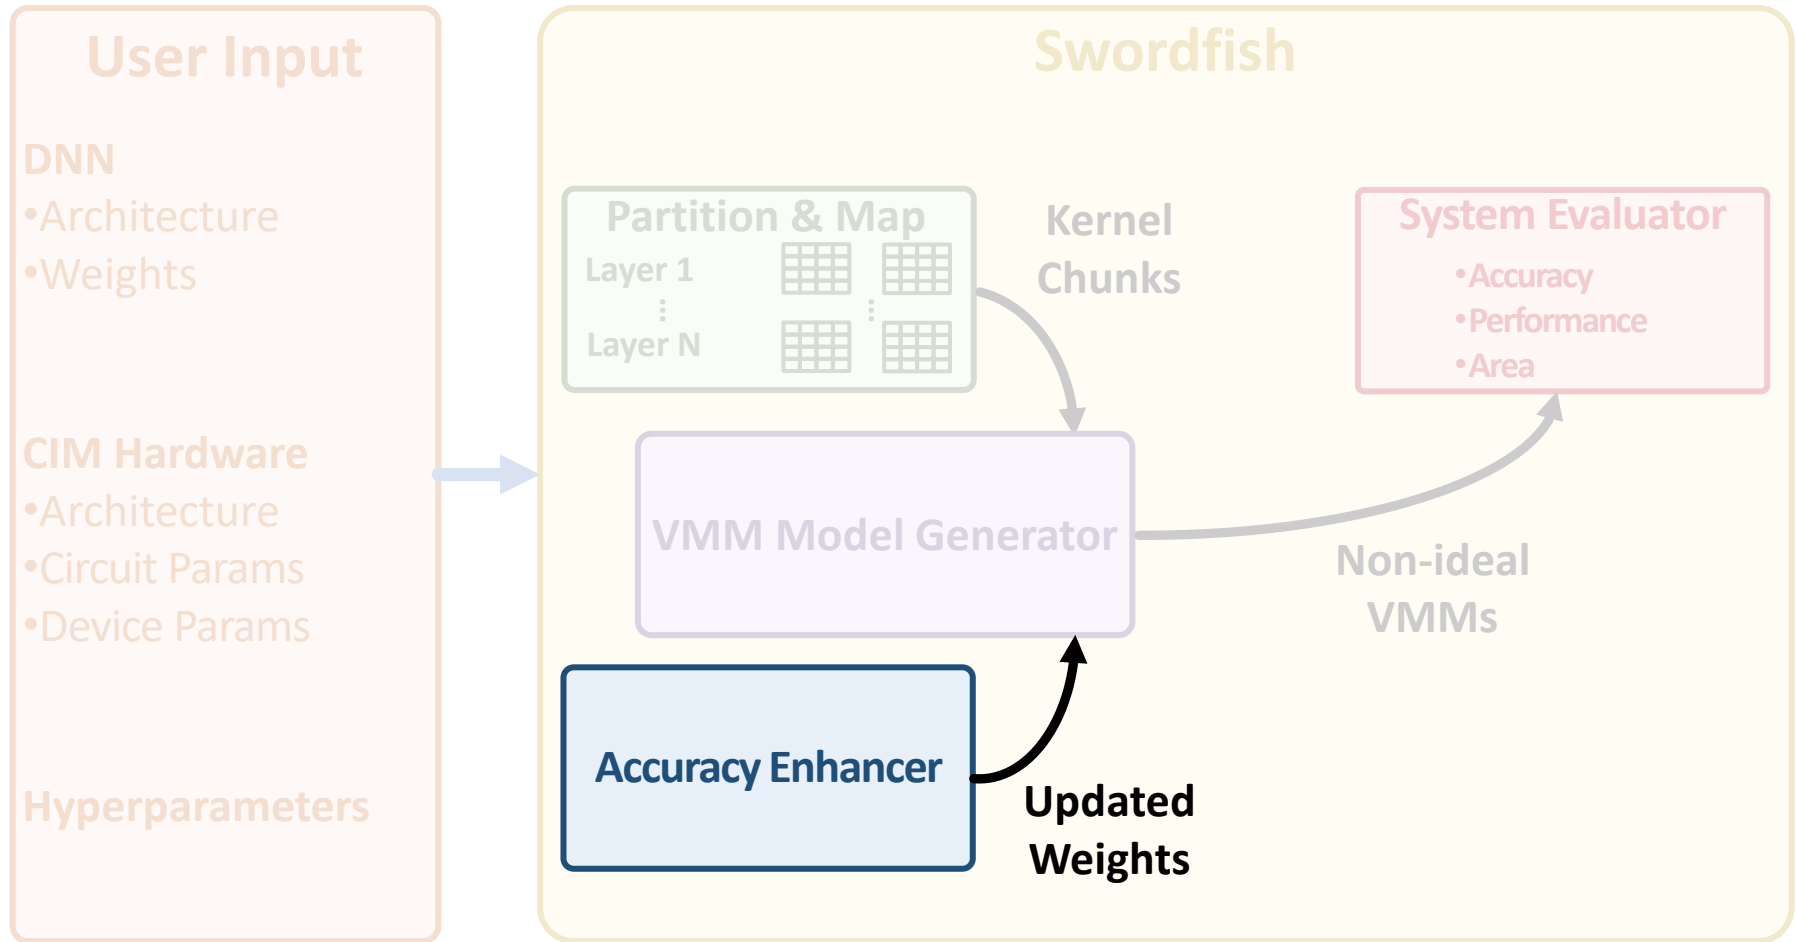 User Input
DNN
•Architecture
•Weights
CIM Hardware
•Architecture
•Circuit Params
•Device Params
Hyperparameters
Swordfish
Partition & Map
Layer 1
⋮
⋮
Layer N
Kernel
Chunks
System Evaluator
•Accuracy
•Performance
•Area
VMM Model Generator
Non-ideal
VMMs
Accuracy Enhancer
Updated
Weights